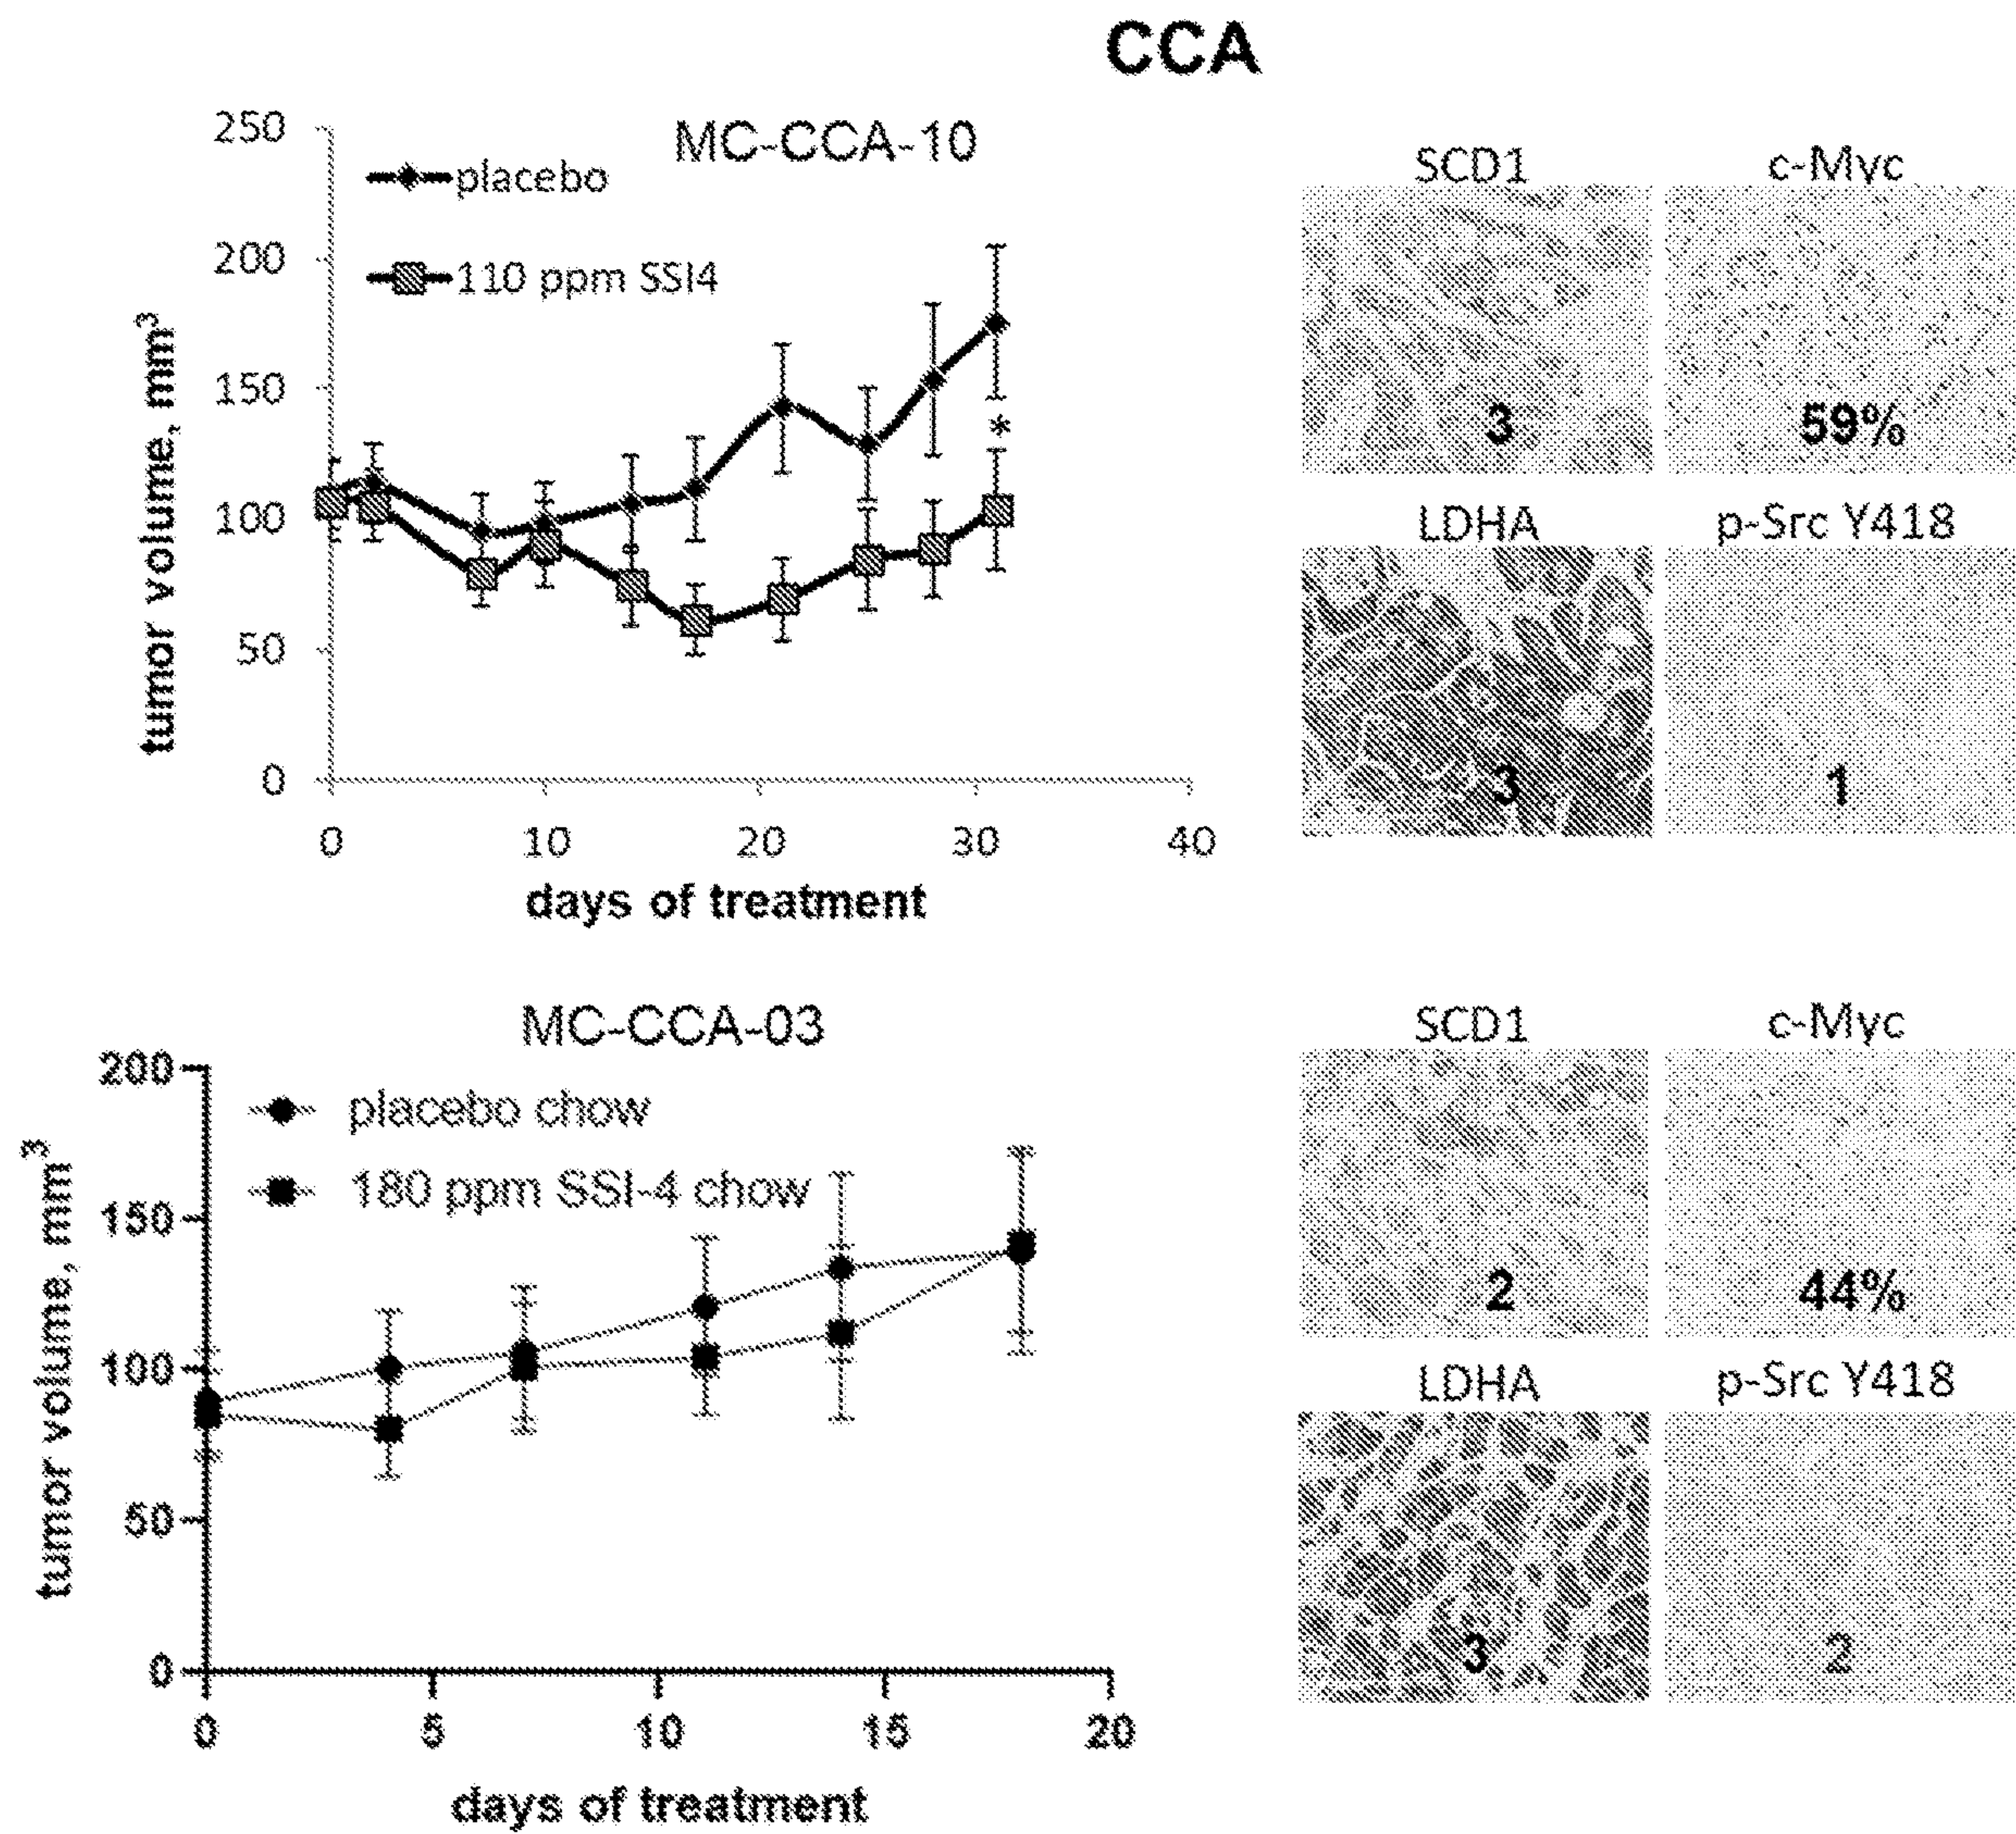 CCA
MC-CCA-10
placebo
110 ppm SSI4
tumor volume, mm³
250
200
150
100
50
0
*
0 10 20 30 40
days of treatment
SCD1 c-Myc
3 59%
LDHA p-Src Y418
3 1
MC-CCA-03
placebo chow
180 ppm SSI-4 chow
tumor volume, mm³
200
150
100
50
0
0 5 10 15 20
days of treatment
SCD1 c-Myc
2 44%
LDHA p-Src Y418
3 2